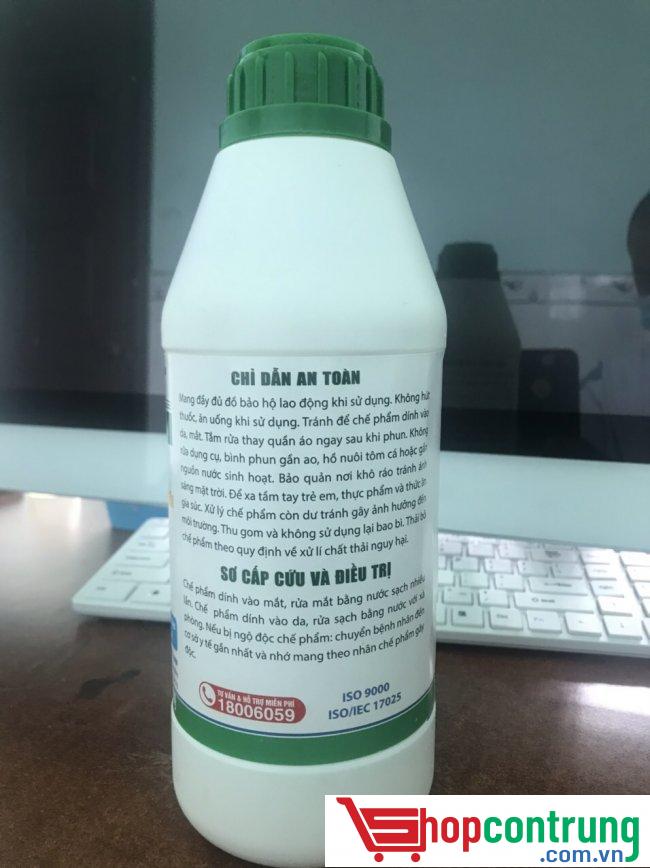 CHỈ DẪN AN TOÀN
Mang đầy đủ đồ bảo hộ lao động khi sử dụng. Không hút
thuốc, ăn uống khi sử dụng. Tránh để chế phẩm dính vào
da, mắt. Tắm rửa thay quần áo ngay sau khi phun. Không
rửa dụng cụ, bình phun gần ao, hồ nuôi tôm cá hoặc gần
nguồn nước sinh hoạt. Bảo quản nơi khô ráo tránh ánh
sáng mặt trời. Để xa tầm tay trẻ em, thực phẩm và thức ăn
gia súc. Xử lý chế phẩm còn dư tránh gây ảnh hưởng đến
môi trường. Thu gom và không sử dụng lại bao bì. Thải bỏ
chế phẩm theo quy định về xử lí chất thải nguy hại.
SƠ CẤP CỨU VÀ ĐIỀU TRỊ
Chế phẩm dính vào mắt, rửa mắt bằng nước sạch nhiều
lần. Chế phẩm dính vào da, rửa sạch bằng nước với xà
phòng. Nếu bị ngộ độc chế phẩm: chuyển bệnh nhân đến
cơ sở y tế gần nhất và nhớ mang theo nhãn chế phẩm gây
độc.
TƯ VẤN & HỖ TRỢ MIỄN PHÍ
18006059
ISO 9000
ISO/IEC 17025
Shopcontrung
.com.vn